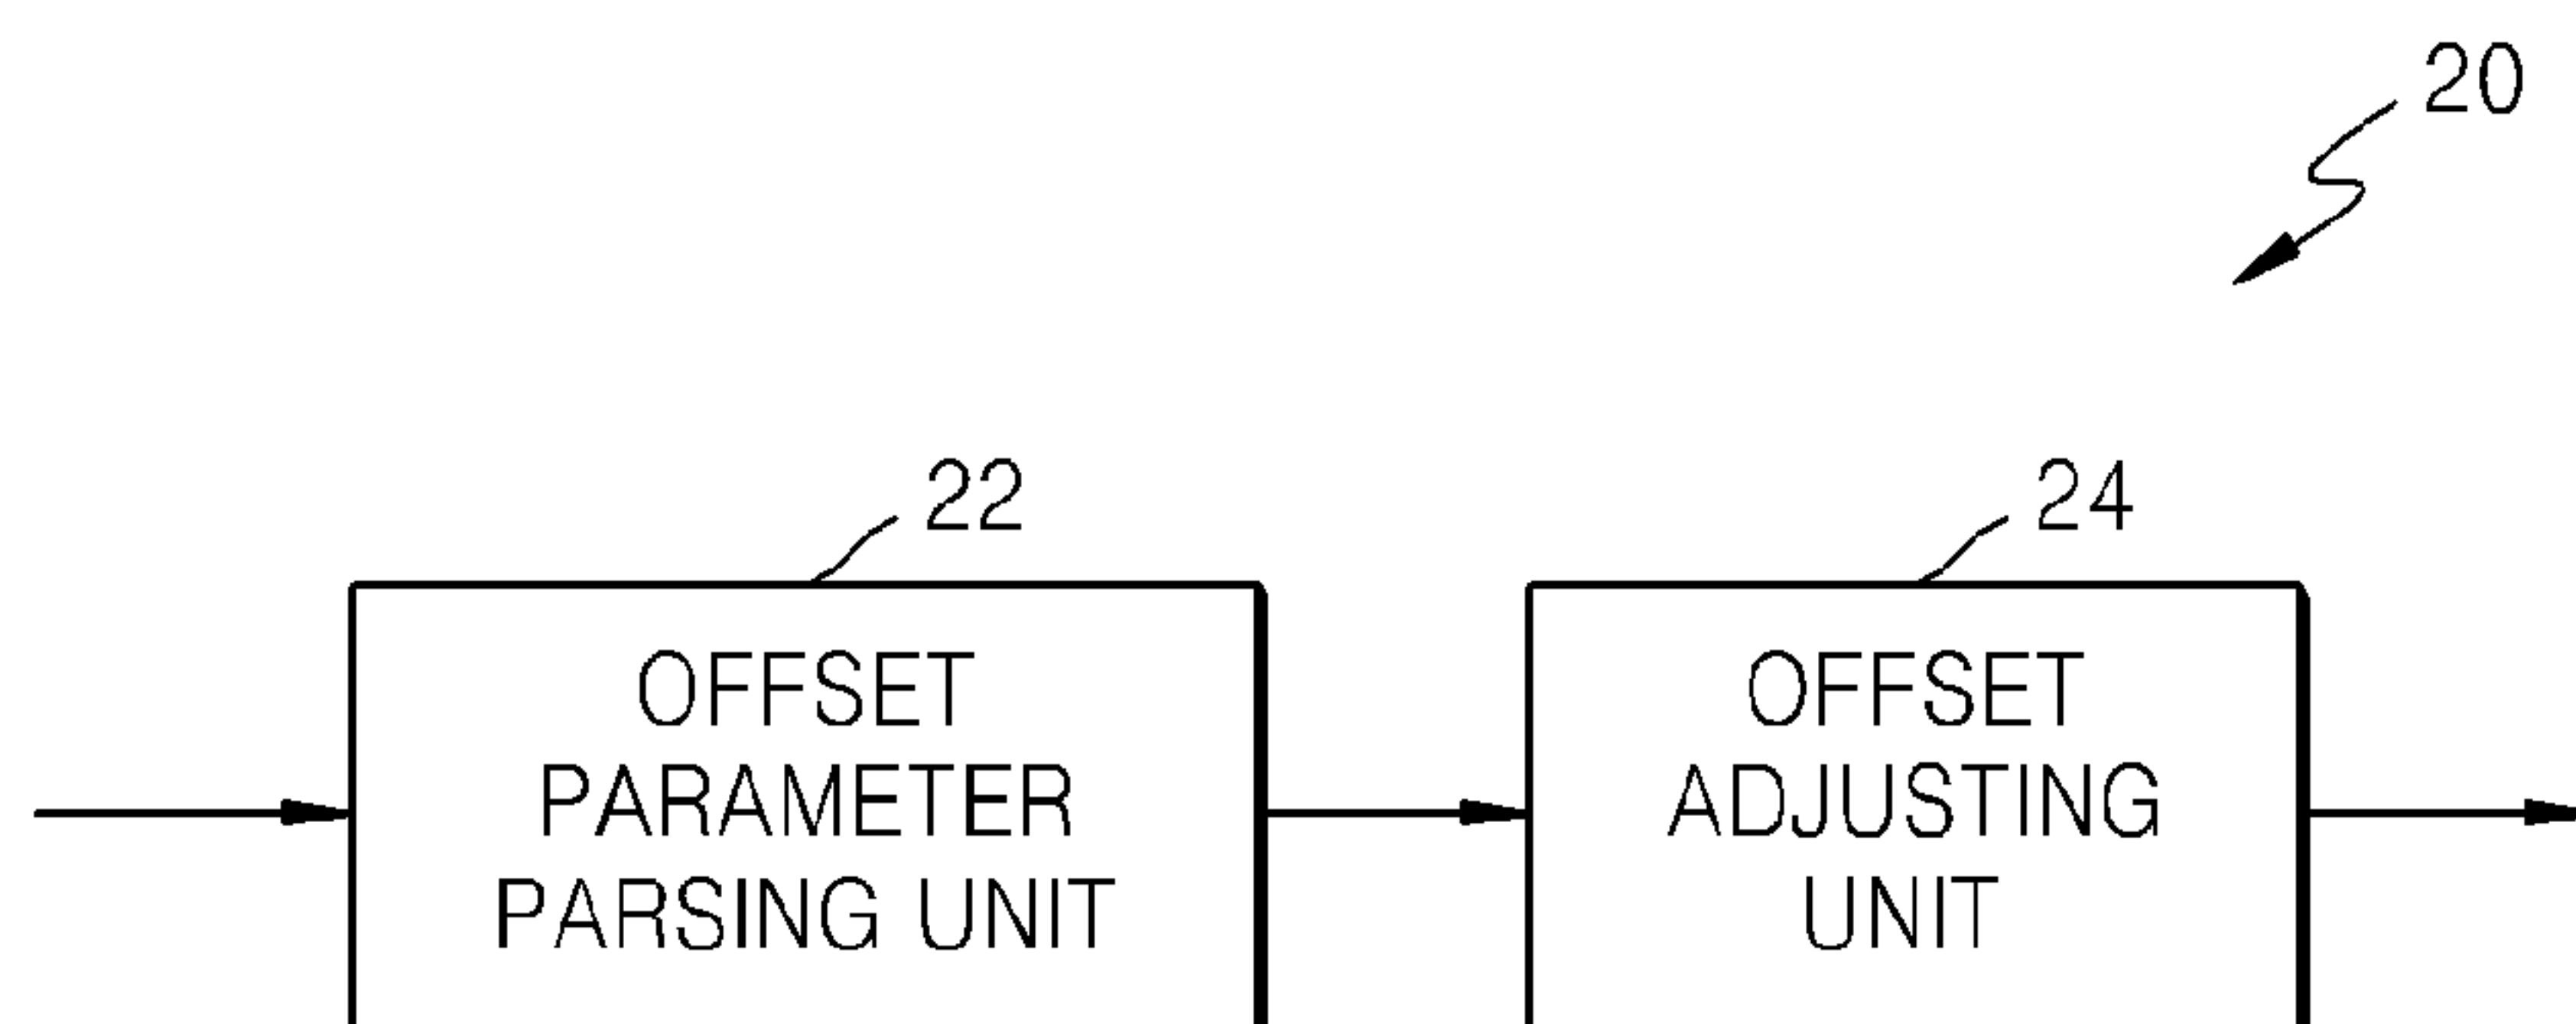 20
22
OFFSET
PARAMETER
PARSING UNIT
24
OFFSET
ADJUSTING
UNIT